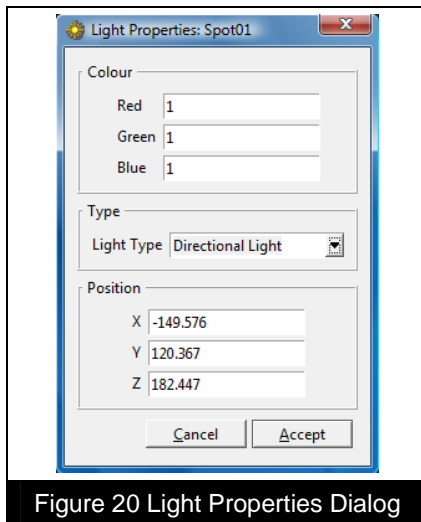 Light Properties: Spot01
Colour
Red 1
Green 1
Blue 1
Type
Light Type Directional Light
Position
X -149.576
Y 120.367
Z 182.447
Cancel Accept
Figure 20 Light Properties Dialog